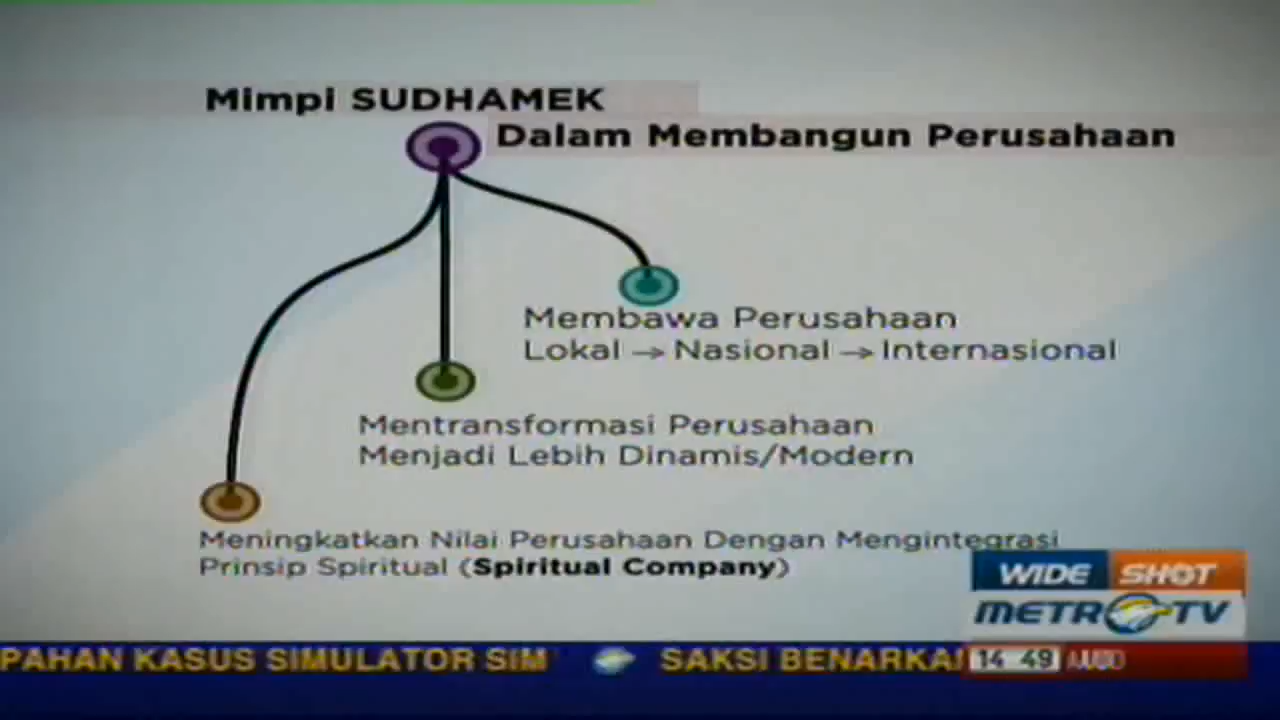 Mimpi SUDHAMEK
Dalam Membangun Perusahaan
Membawa Perusahaan
Lokal → Nasional → Internasional
Mentransformasi Perusahaan
Menjadi Lebih Dinamis/Modern
Meningkatkan Nilai Perusahaan Dengan Mengintegrasi
Prinsip Spiritual (Spiritual Company)
WIDE SHOT
METRO TV
PAHAN KASUS SIMULATOR SIM SAKSI BENARKA
14 49